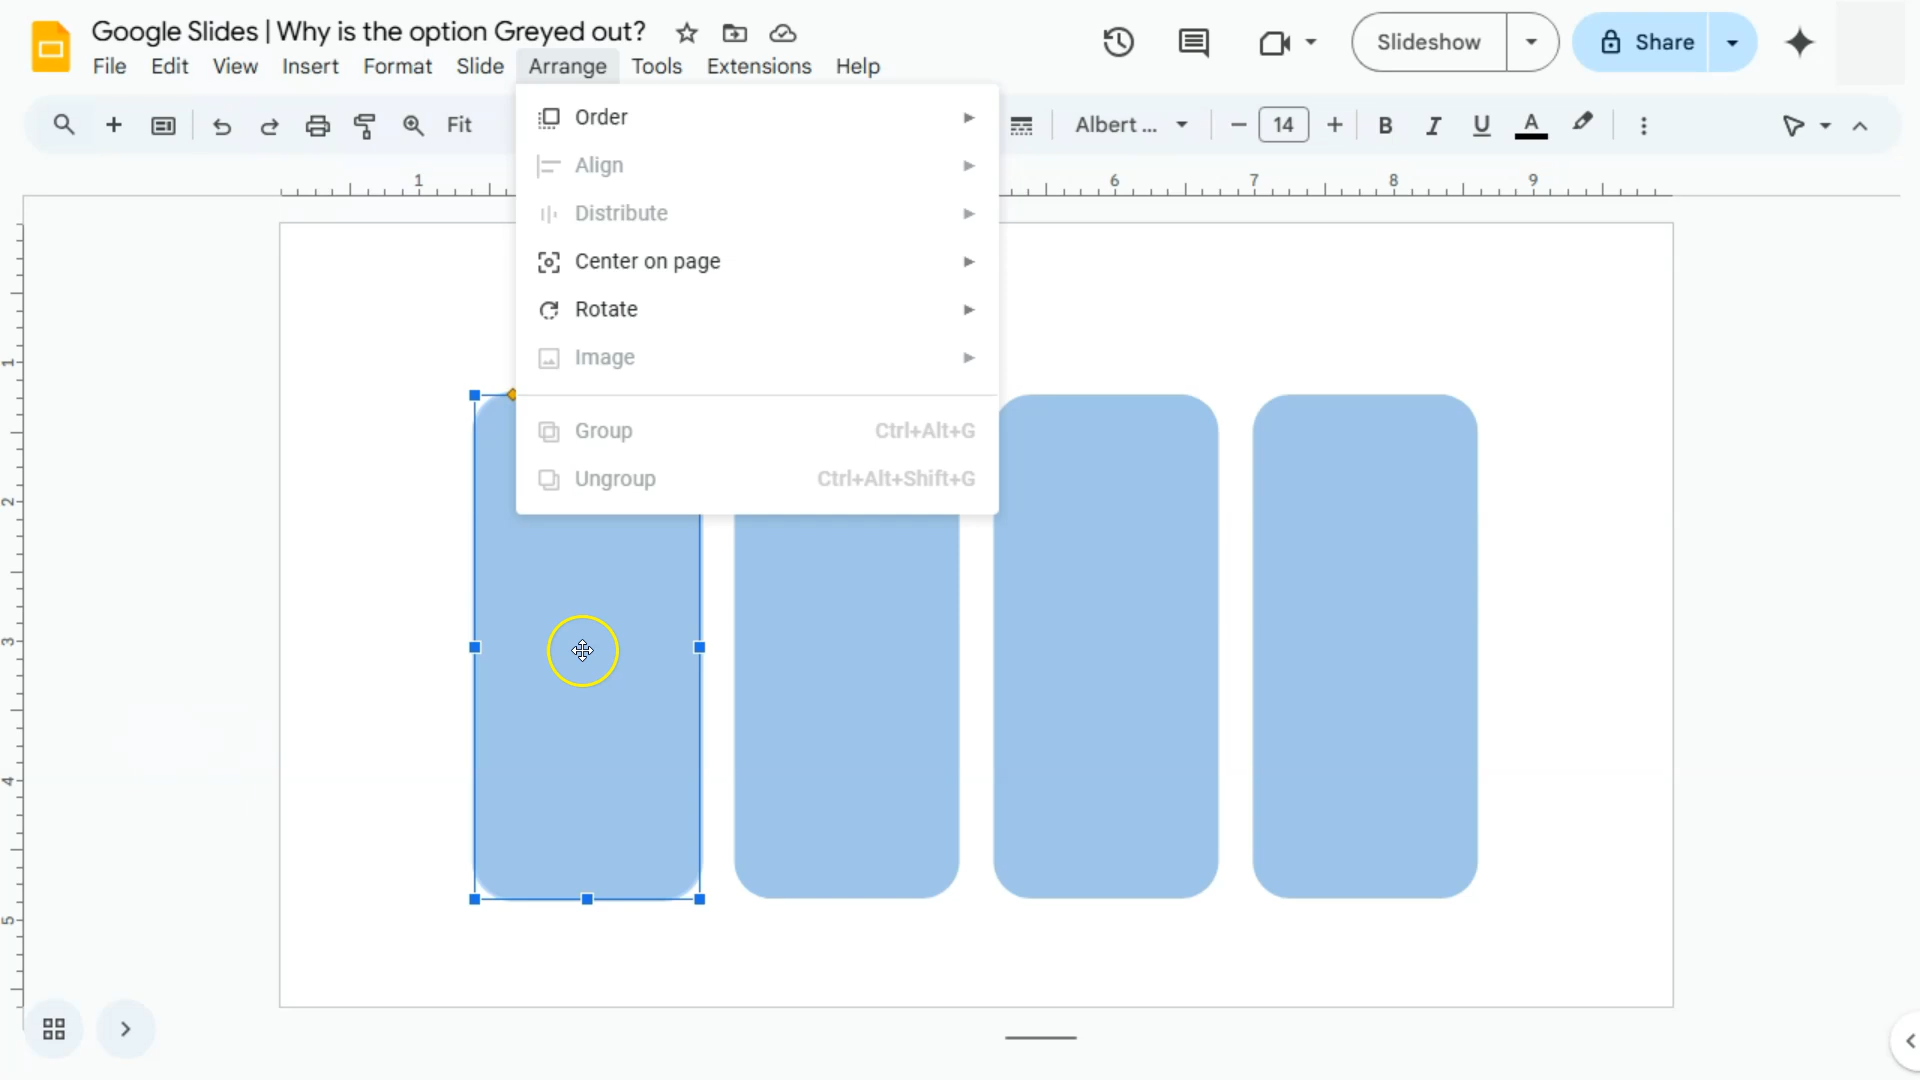 Google Slides | Why is the option Greyed out?
File Edit View Insert Format Slide Arrange Tools Extensions Help
Slideshow
Share
Fit
Albert ...
14
B I U A
1 6 7 8 9
Order
Align
Distribute
Center on page
Rotate
Image
Group Ctrl+Alt+G
Ungroup Ctrl+Alt+Shift+G
1
2
3
4
5